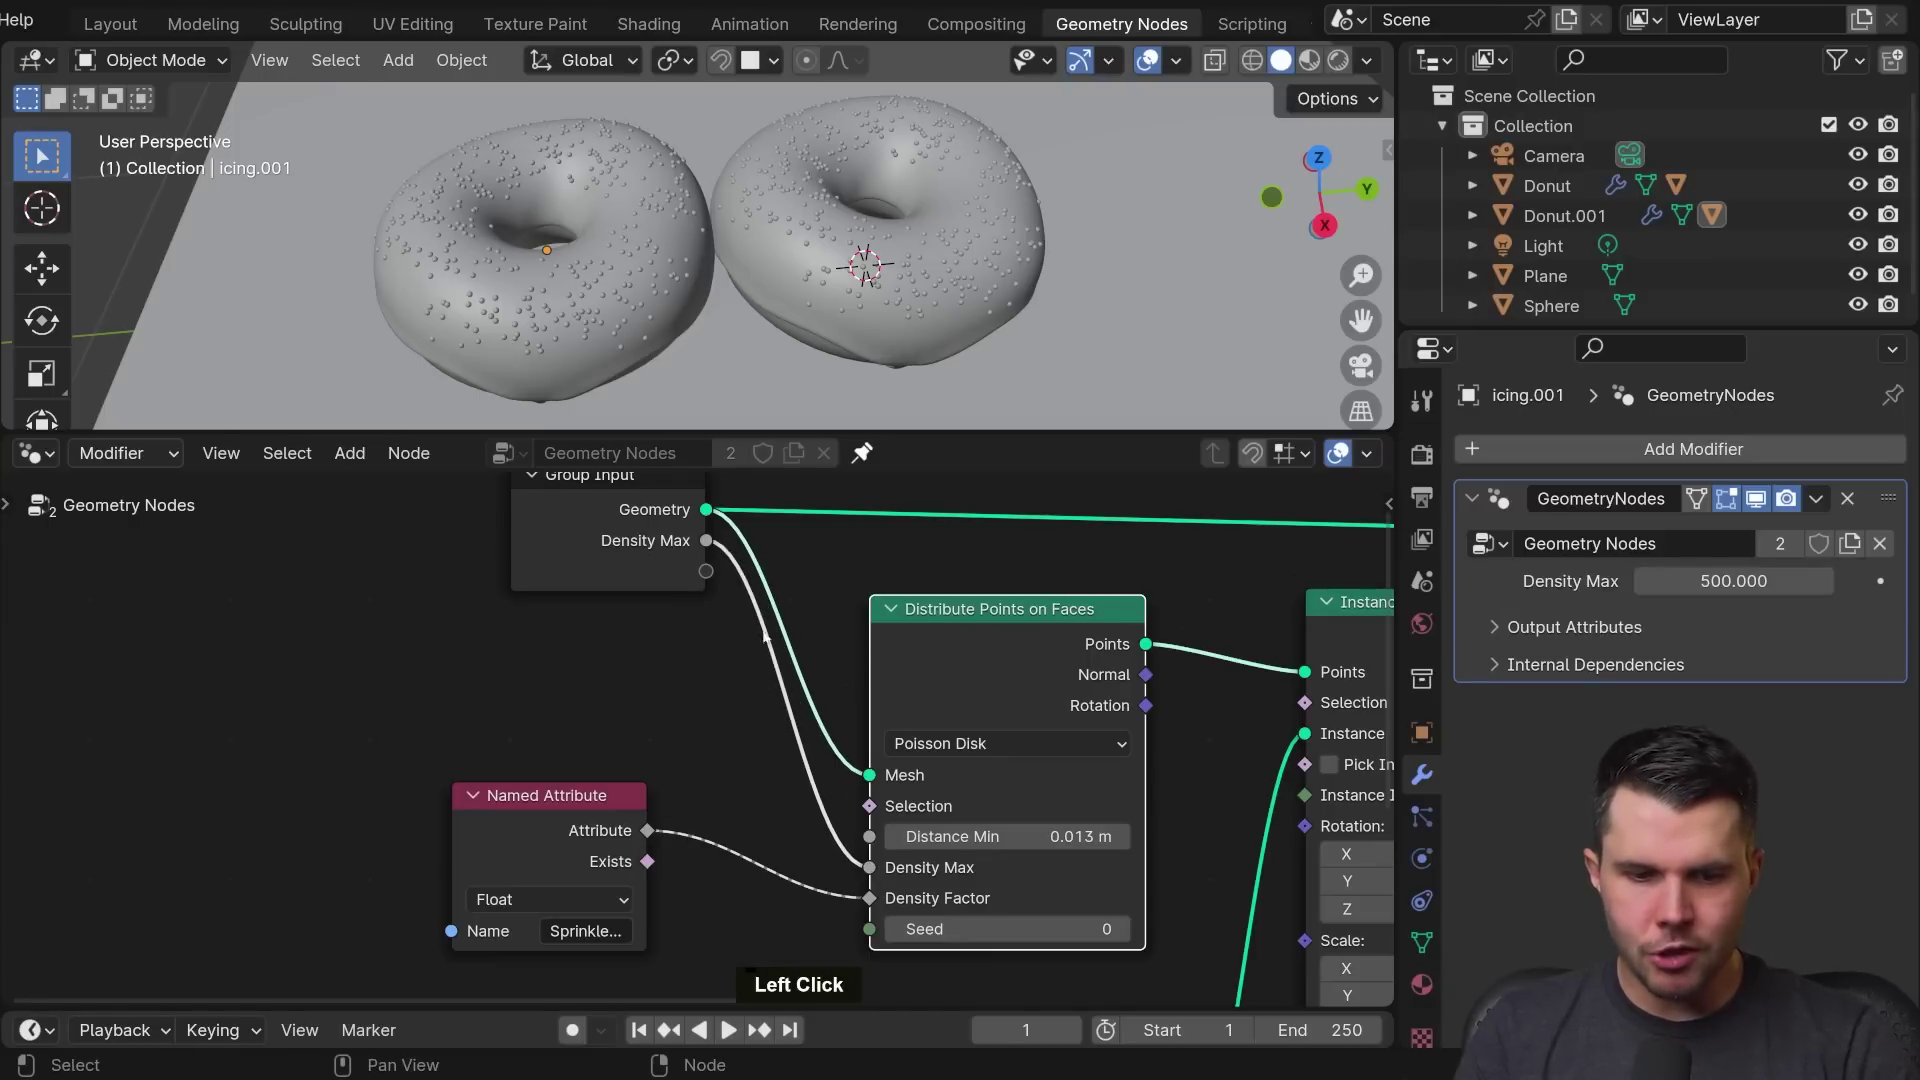 Help
Layout
Modeling
Sculpting
UV Editing
Texture Paint
Shading
Animation
Rendering
Compositing
Geometry Nodes
Scripting
Scene
ViewLayer
Object Mode
View
Select
Add
Object
Global
Options
User Perspective
(1) Collection | icing.001
Z
Y
X
Scene Collection
Collection
Camera
Donut
Donut.001
Light
Plane
Sphere
Modifier
View
Select
Add
Node
Geometry Nodes
2
2
Geometry Nodes
Group Input
Geometry
Density Max
Distribute Points on Faces
Points
Normal
Rotation
Poisson Disk
Mesh
Selection
Distance Min 0.013 m
Density Max
Density Factor
Seed 0
Named Attribute
Attribute
Exists
Float
Name Sprinkle...
Instanc
Points
Selection
Instance
Pick In
Instance I
Rotation:
X
Y
Z
Scale:
X
Y
Left Click
icing.001
GeometryNodes
Add Modifier
GeometryNodes
Geometry Nodes 2
Density Max 500.000
Output Attributes
Internal Dependencies
Playback
Keying
View
Marker
1
Start 1
End 250
Select
Pan View
Node